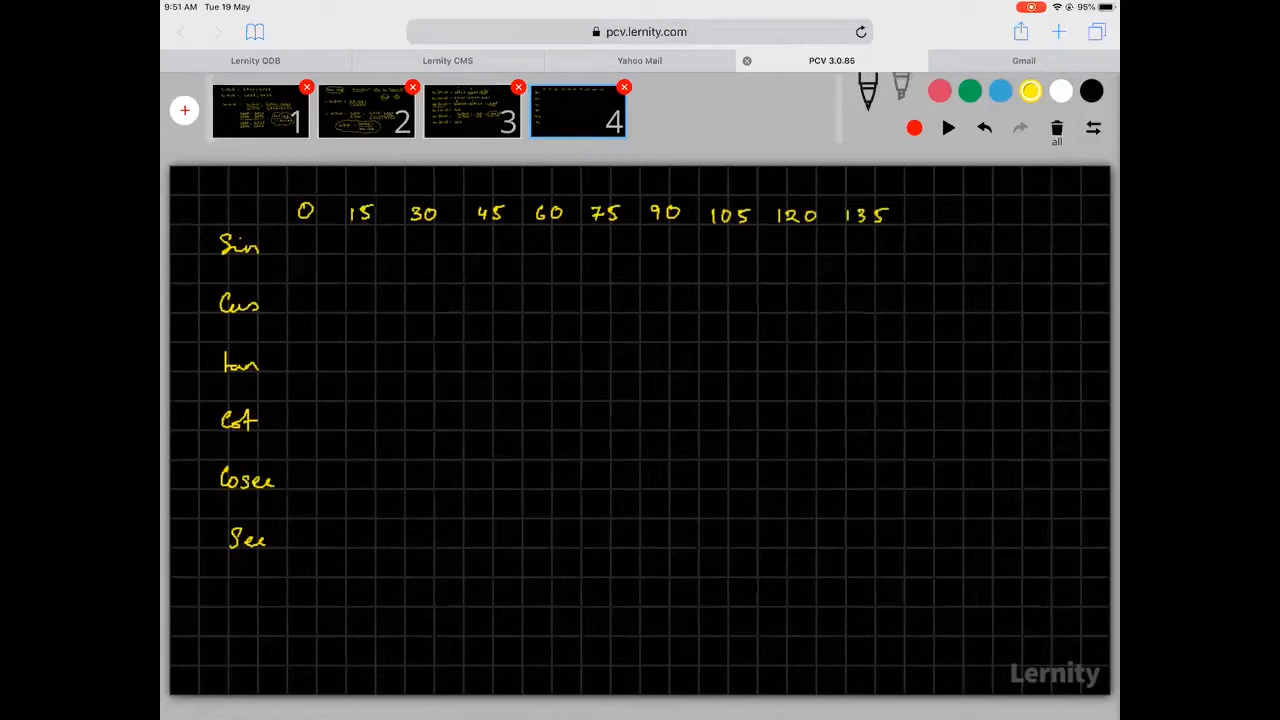 9:51 AM Tue 19 May 95%
pcv.lernity.com
Lernity QDB Lernity CMS Yahoo Mail PCV 3.0.85 Gmail
1 2 3 4
all
0 15 30 45 60 75 90 105 120 135
Sin
Cos
tan
Cot
Cosec
Sec
Lernity